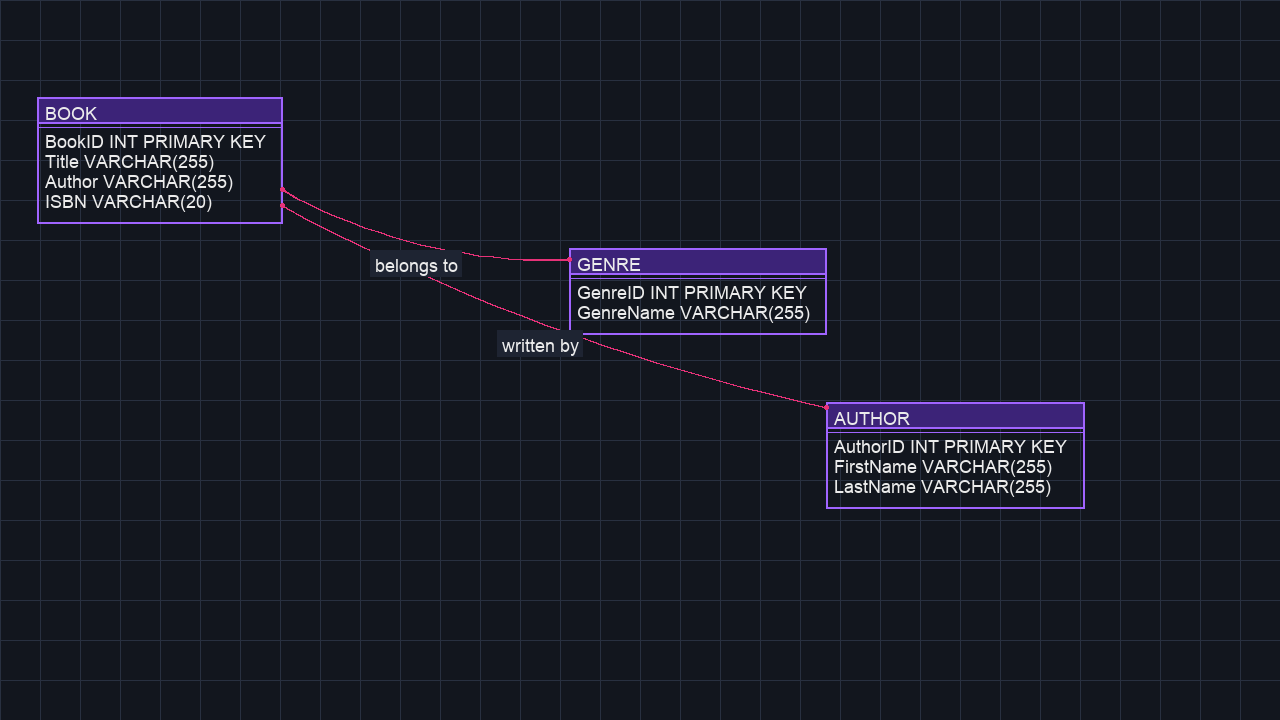 BOOK
BookID INT PRIMARY KEY
Title VARCHAR(255)
Author VARCHAR(255)
ISBN VARCHAR(20)
belongs to
GENRE
GenreID INT PRIMARY KEY
GenreName VARCHAR(255)
written by
AUTHOR
AuthorID INT PRIMARY KEY
FirstName VARCHAR(255)
LastName VARCHAR(255)